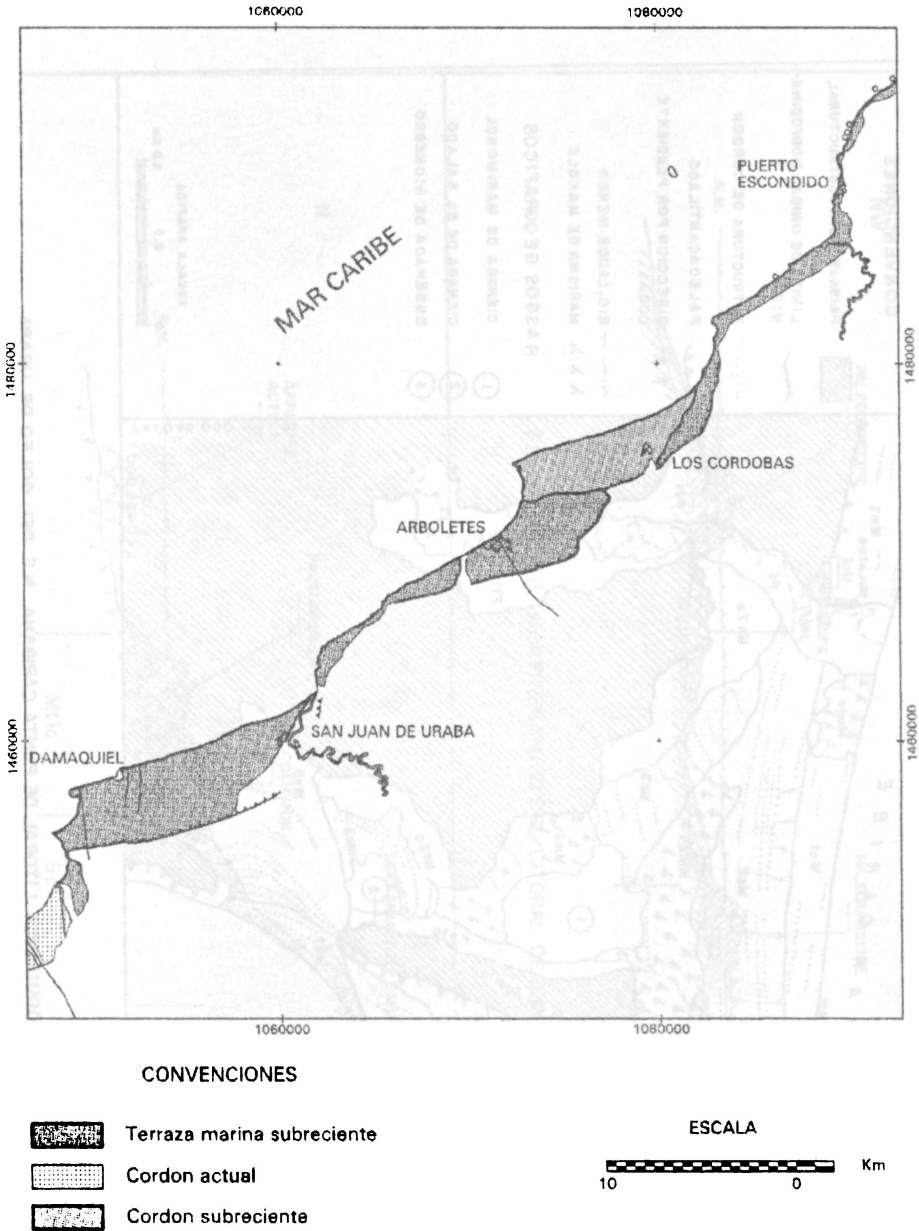 1060000
1080000
PUERTO
ESCONDIDO
MAR CARIBE
1480000
1480000
LOS CORDOBAS
ARBOLETES
SAN JUAN DE URABA
DAMAQUIEL
1460000
1460000
1060000
1080000
CONVENCIONES
Terraza marina subreciente
Cordon actual
Cordon subreciente
ESCALA
Km
10
0